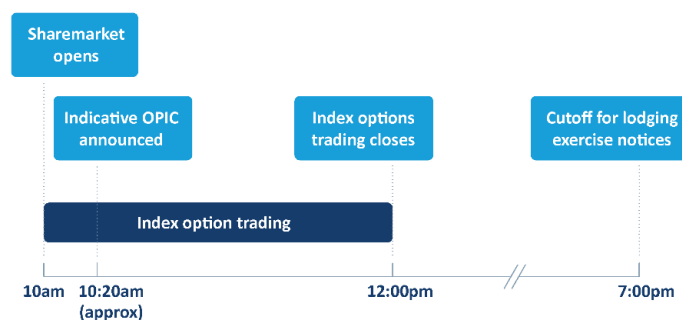 Sharemarket
opens
Indicative OPIC
announced
Index options
trading closes
Cutoff for lodging
exercise notices
Index option trading
10am
10:20am
(approx)
12:00pm
7:00pm